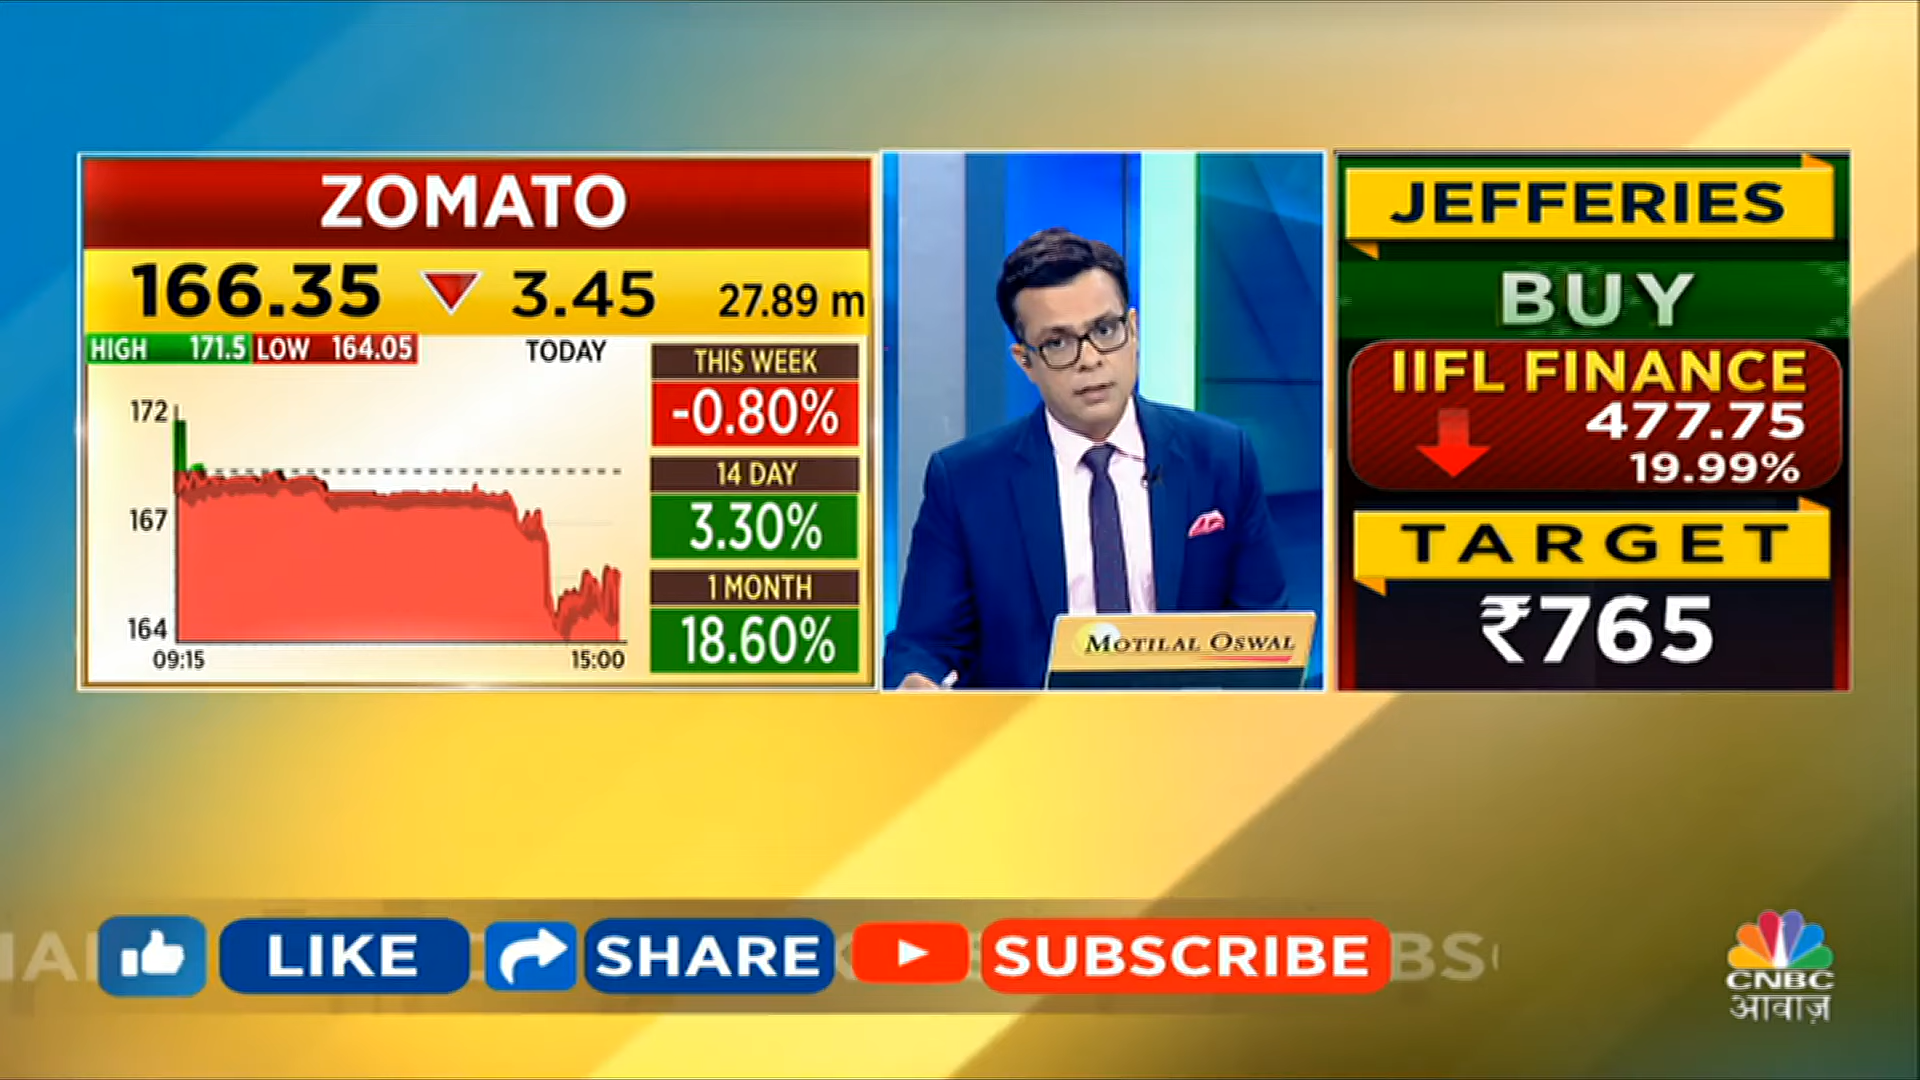 ZOMATO
166.35 3.45 27.89 m
HIGH 171.5 LOW 164.05 TODAY
172
167
164
09:15 15:00
THIS WEEK
-0.80%
14 DAY
3.30%
1 MONTH
18.60%
MOTILAL OSWAL
JEFFERIES
BUY
IIFL FINANCE
477.75
19.99%
TARGET
₹765
LIKE SHARE SUBSCRIBE
CNBC
आवाज़